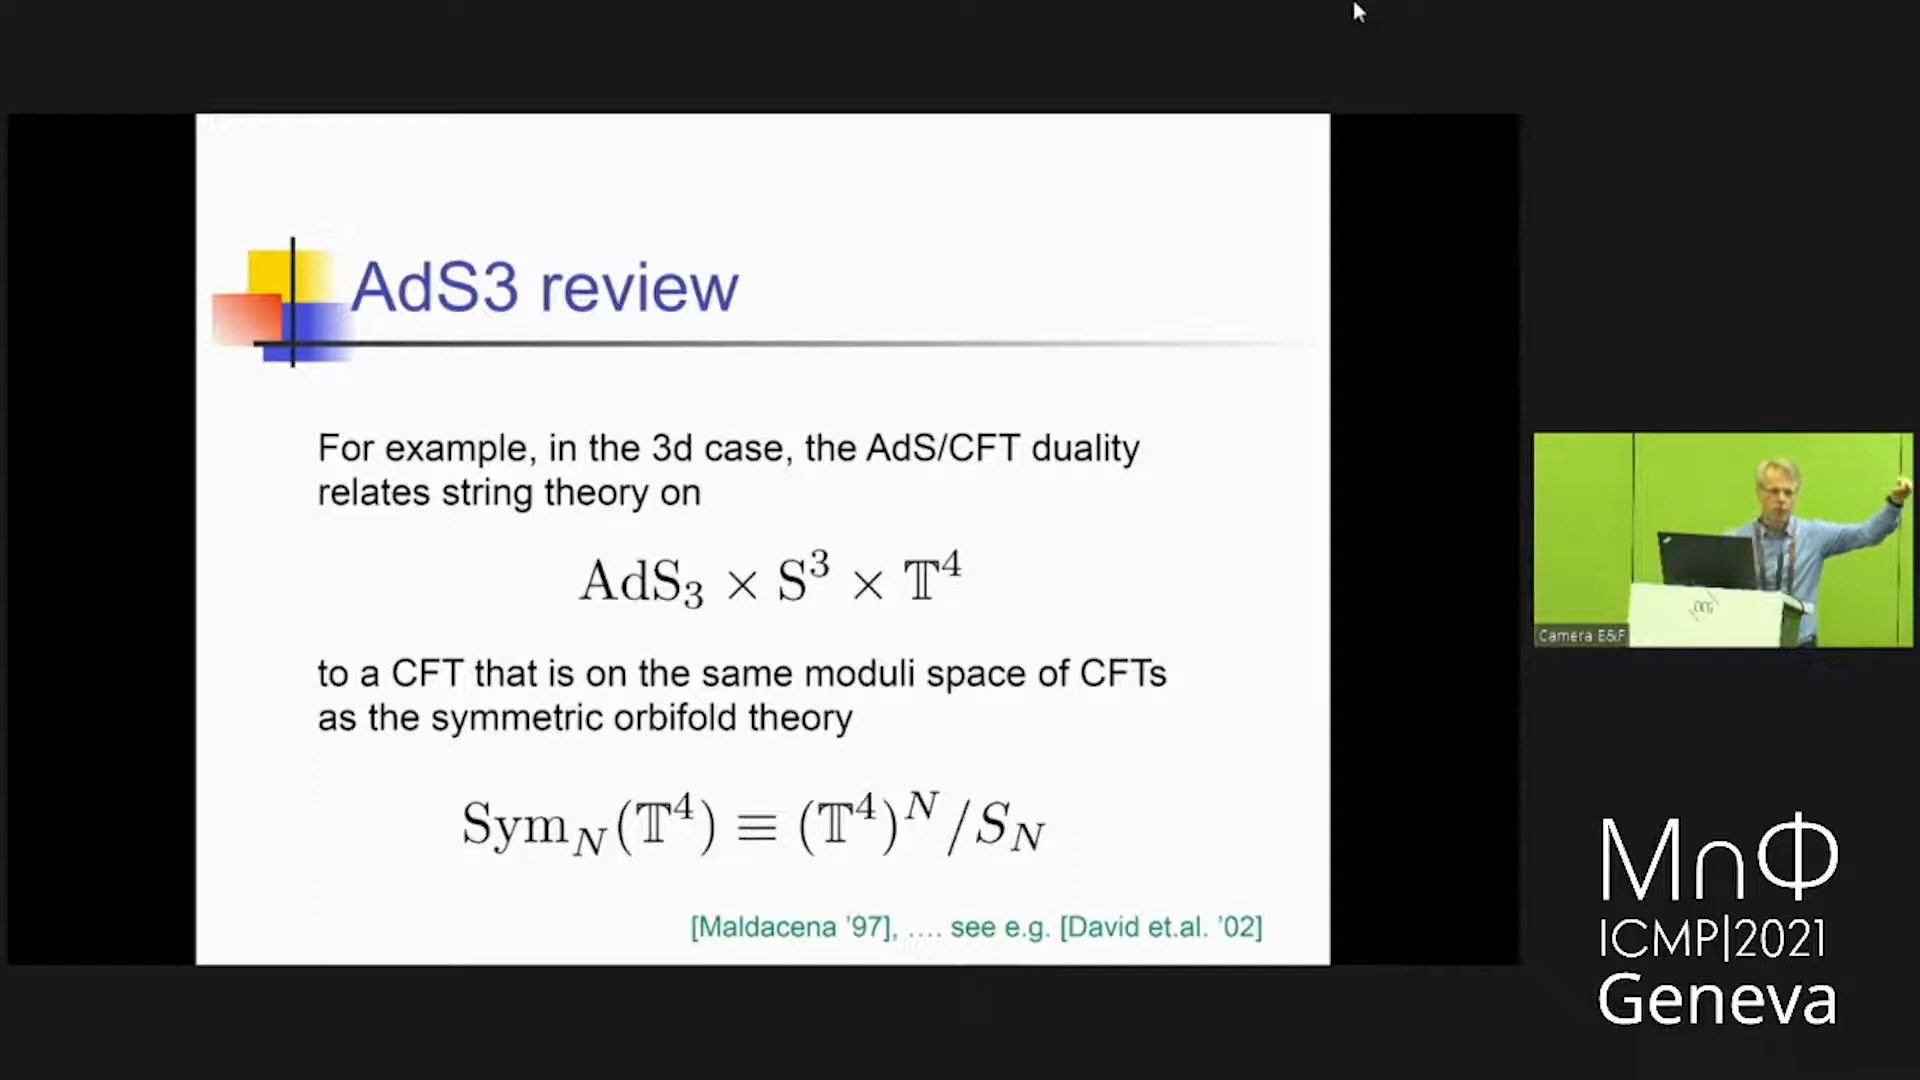 AdS3 review
For example, in the 3d case, the AdS/CFT duality
relates string theory on
AdS₃ × S³ × 𝕋⁴
to a CFT that is on the same moduli space of CFTs
as the symmetric orbifold theory
Sym_N(𝕋⁴) ≡ (𝕋⁴)^N/S_N
[Maldacena ’97], …. see e.g. [David et.al. ’02]
Camera E&F
M∩Φ
ICMP|2021
Geneva